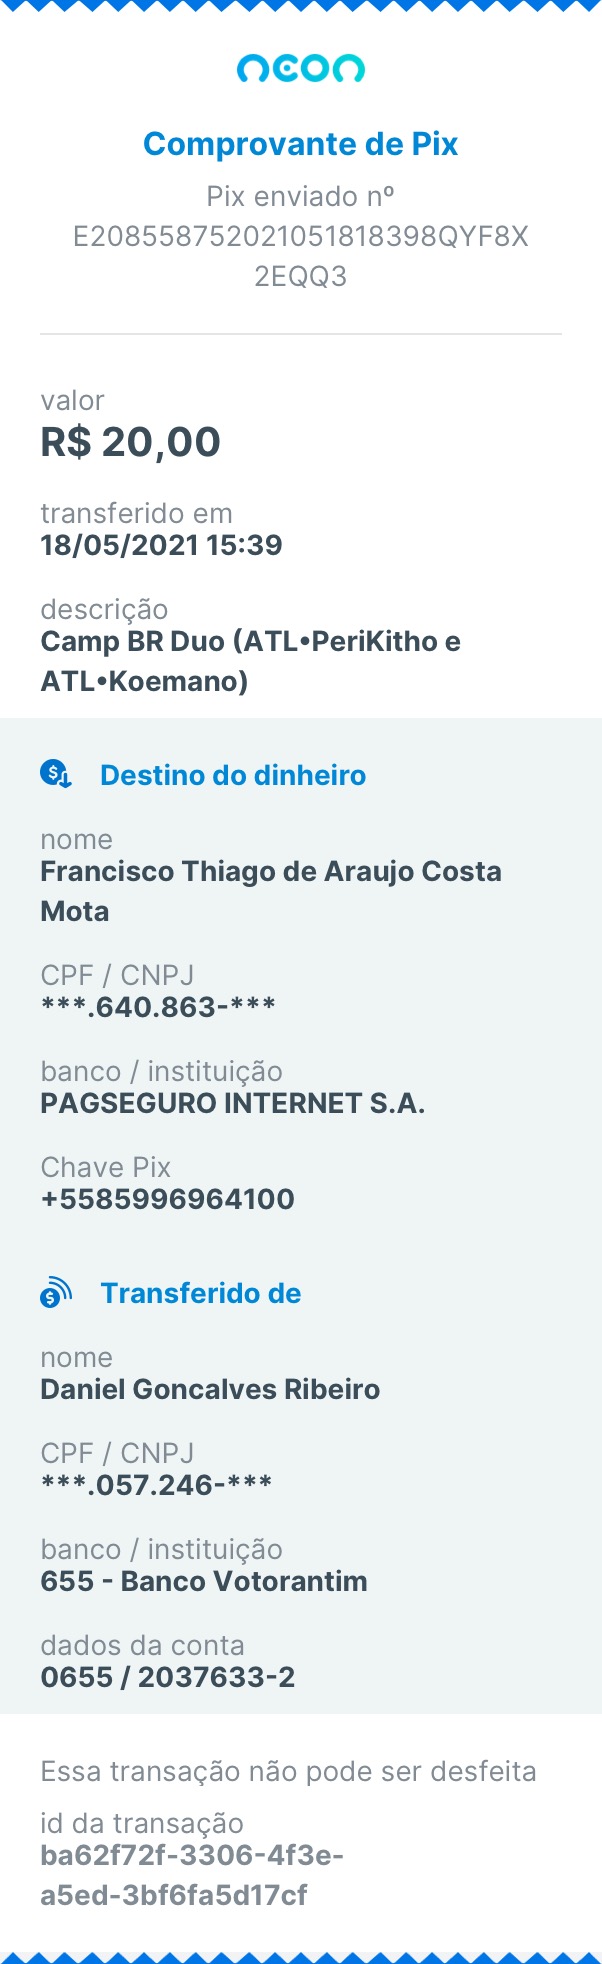 neon
Comprovante de Pix
Pix enviado nº
E208558752021051818398QYF8X
2EQQ3
valor
R$ 20,00
transferido em
18/05/2021 15:39
descrição
Camp BR Duo (ATL•PeriKitho e
ATL•Koemano)
Destino do dinheiro
nome
Francisco Thiago de Araujo Costa
Mota
CPF / CNPJ
***.640.863-***
banco / instituição
PAGSEGURO INTERNET S.A.
Chave Pix
+5585996964100
Transferido de
nome
Daniel Goncalves Ribeiro
CPF / CNPJ
***.057.246-***
banco / instituição
655 - Banco Votorantim
dados da conta
0655 / 2037633-2
Essa transação não pode ser desfeita
id da transação
ba62f72f-3306-4f3e-
a5ed-3bf6fa5d17cf